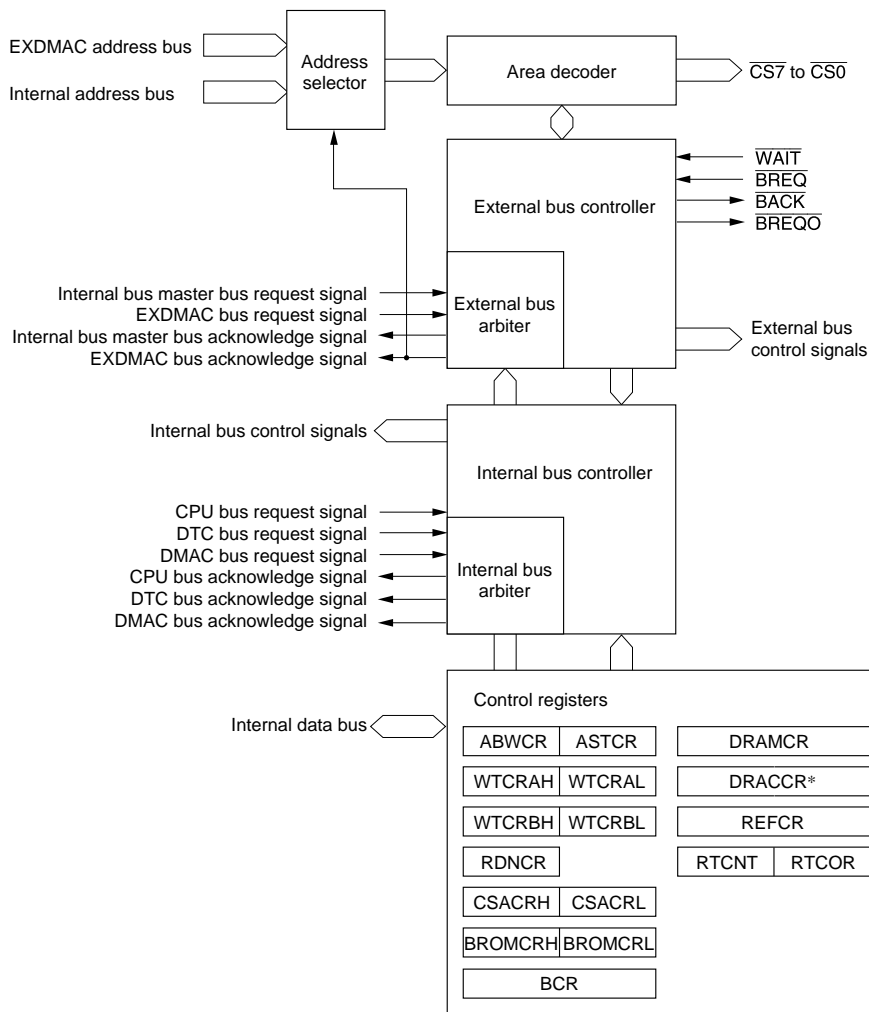 EXDMAC address bus
Internal address bus
Address
selector
Area decoder
CS7 to CS0
WAIT
BREQ
BACK
BREQO
External bus controller
Internal bus master bus request signal
EXDMAC bus request signal
Internal bus master bus acknowledge signal
EXDMAC bus acknowledge signal
External bus
arbiter
External bus
control signals
Internal bus control signals
Internal bus controller
CPU bus request signal
DTC bus request signal
DMAC bus request signal
CPU bus acknowledge signal
DTC bus acknowledge signal
DMAC bus acknowledge signal
Internal bus
arbiter
Internal data bus
Control registers
ABWCR ASTCR DRAMCR
WTCRAH WTCRAL DRACCR*
WTCRBH WTCRBL REFCR
RDNCR RTCNT RTCOR
CSACRH CSACRL
BROMCRH BROMCRL
BCR